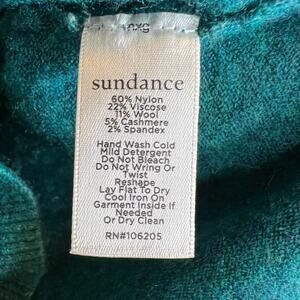 sundance
60% Nylon
22% Viscose
11% Wool
5% Cashmere
2% Spandex
Hand Wash Cold
Mild Detergent
Do Not Bleach
Do Not Wring Or
Twist
Reshape
Lay Flat To Dry
Cool Iron On
Garment Inside If
Needed
Or Dry Clean
RN#106205